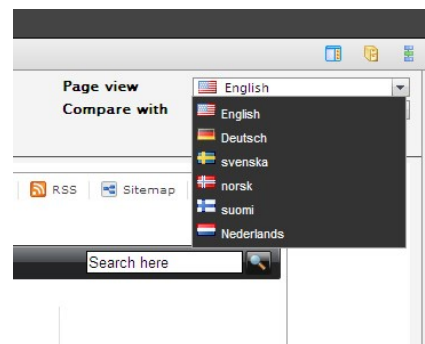 Page view English
Compare with
English
Deutsch
svenska
norsk
suomi
Nederlands
RSS Sitemap
Search here